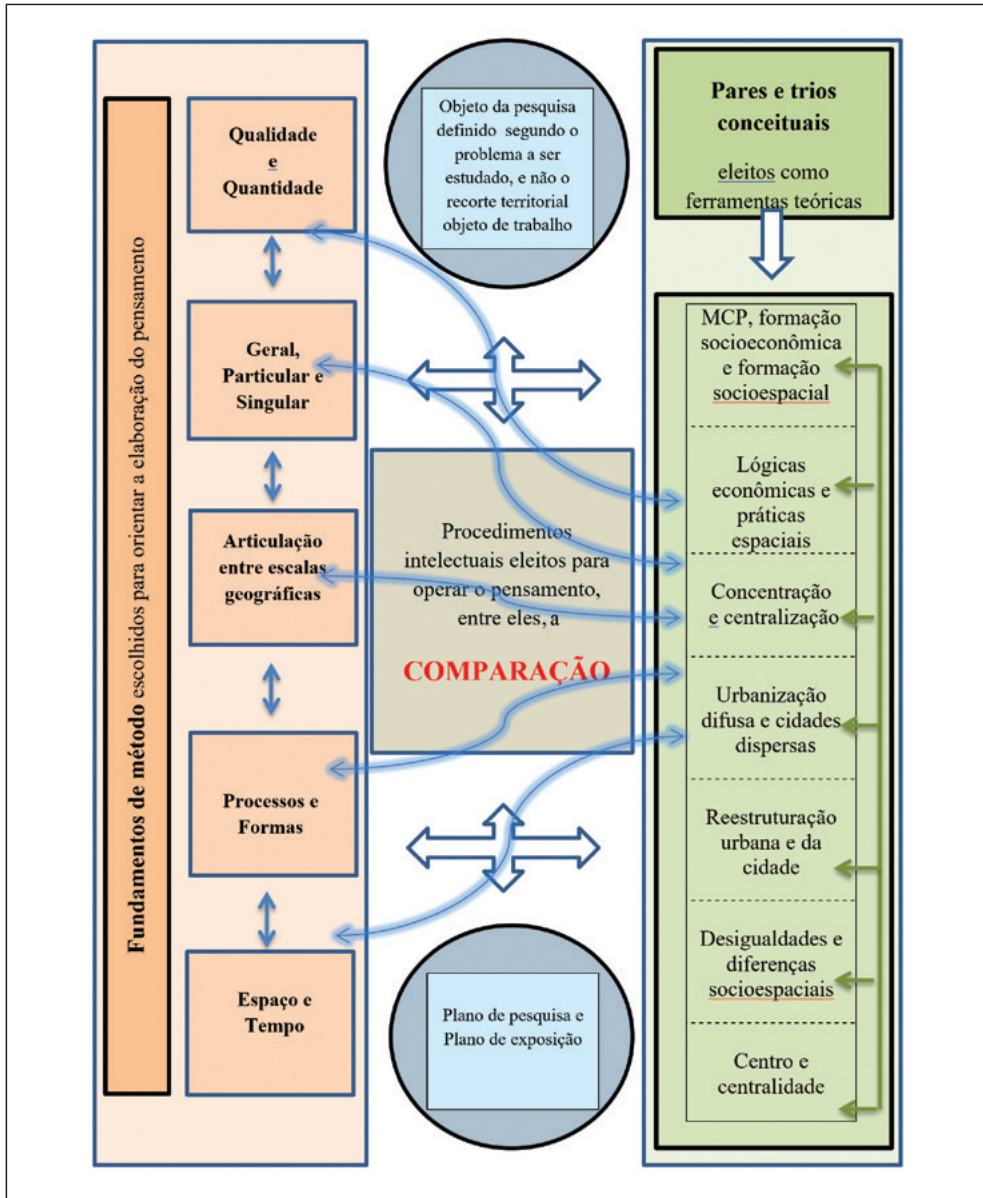 Fundamentos de método escolhidos para orientar a elaboração do pensamento
Qualidade
e
Quantidade
Geral,
Particular e
Singular
Articulação
entre escalas
geográficas
Processos e
Formas
Espaço e
Tempo
Objeto da pesquisa
definido segundo o
problema a ser
estudado, e não o
recorte territorial
objeto de trabalho
Procedimentos
intelectuais eleitos para
operar o pensamento,
entre eles, a
COMPARAÇÃO
Plano de pesquisa e
Plano de exposição
Pares e trios
conceituais
eleitos como
ferramentas teóricas
MCP, formação
socioeconômica
e formação
socioespacial
Lógicas
econômicas e
práticas
espaciais
Concentração
e centralização
Urbanização
difusa e cidades
dispersas
Reestruturação
urbana e da
cidade
Desigualdades e
diferenças
socioespaciais
Centro e
centralidade